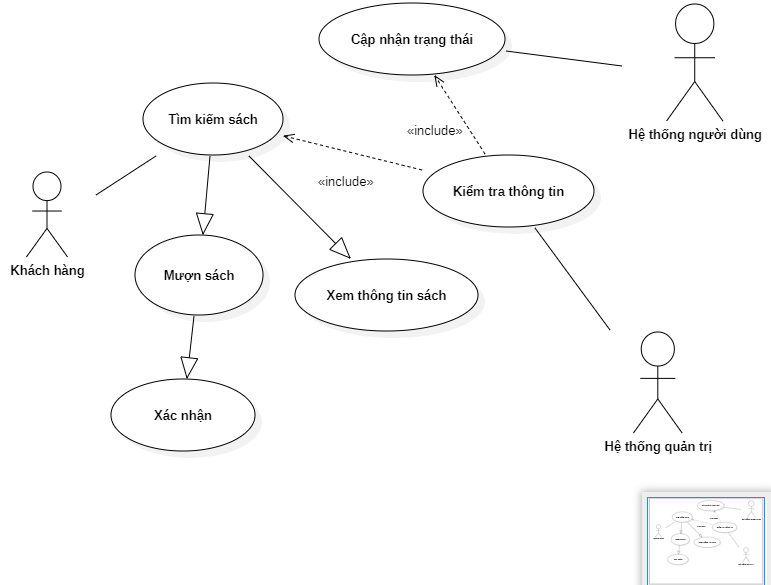 Cập nhận trạng thái
Tìm kiếm sách
«include»
Hệ thống người dùng
«include»
Kiểm tra thông tin
Khách hàng
Mượn sách
Xem thông tin sách
Xác nhận
Hệ thống quản trị